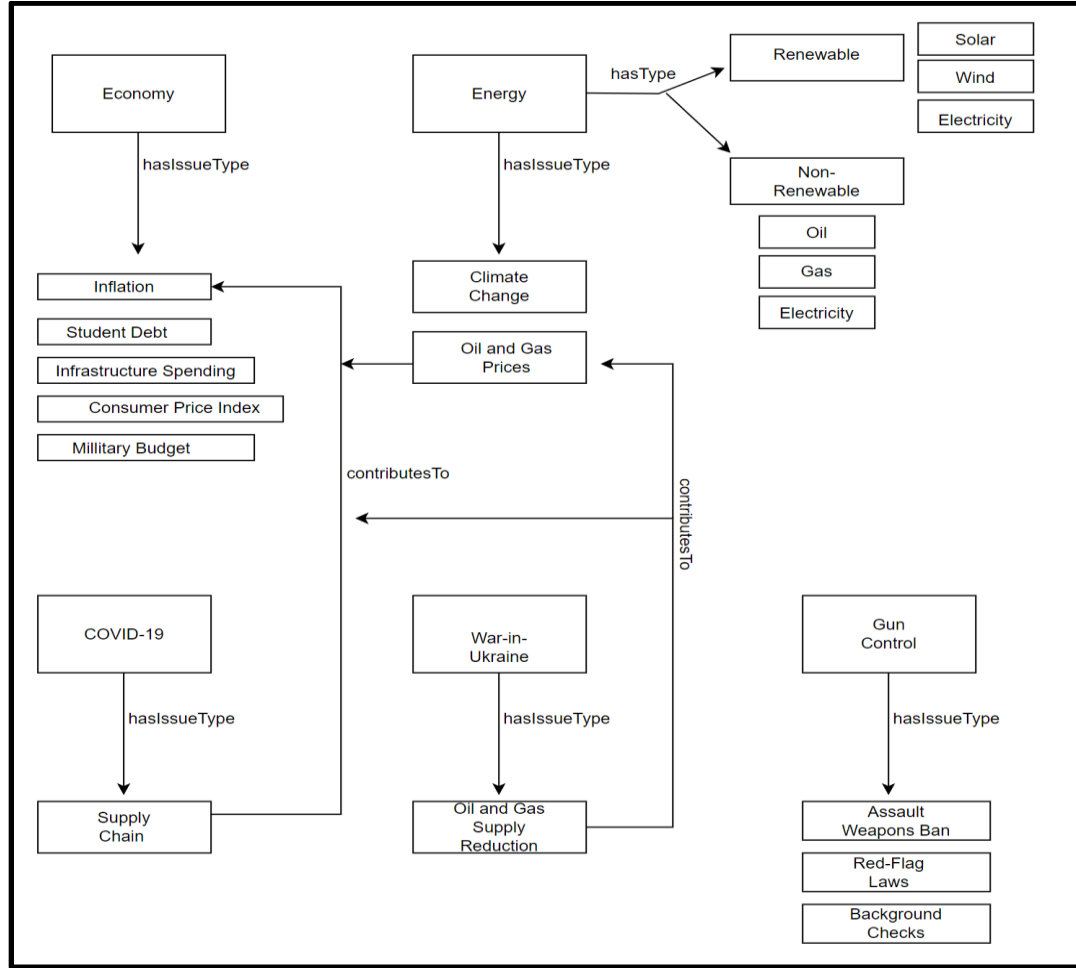 Economy
hasIssueType
Inflation
Student Debt
Infrastructure Spending
Consumer Price Index
Millitary Budget
Energy
hasType
hasIssueType
Renewable
Solar
Wind
Electricity
Non-
Renewable
Oil
Gas
Electricity
Climate
Change
Oil and Gas
Prices
contributesTo
contributesTo
COVID-19
hasIssueType
Supply
Chain
War-in-
Ukraine
hasIssueType
Oil and Gas
Supply
Reduction
Gun
Control
hasIssueType
Assault
Weapons Ban
Red-Flag
Laws
Background
Checks